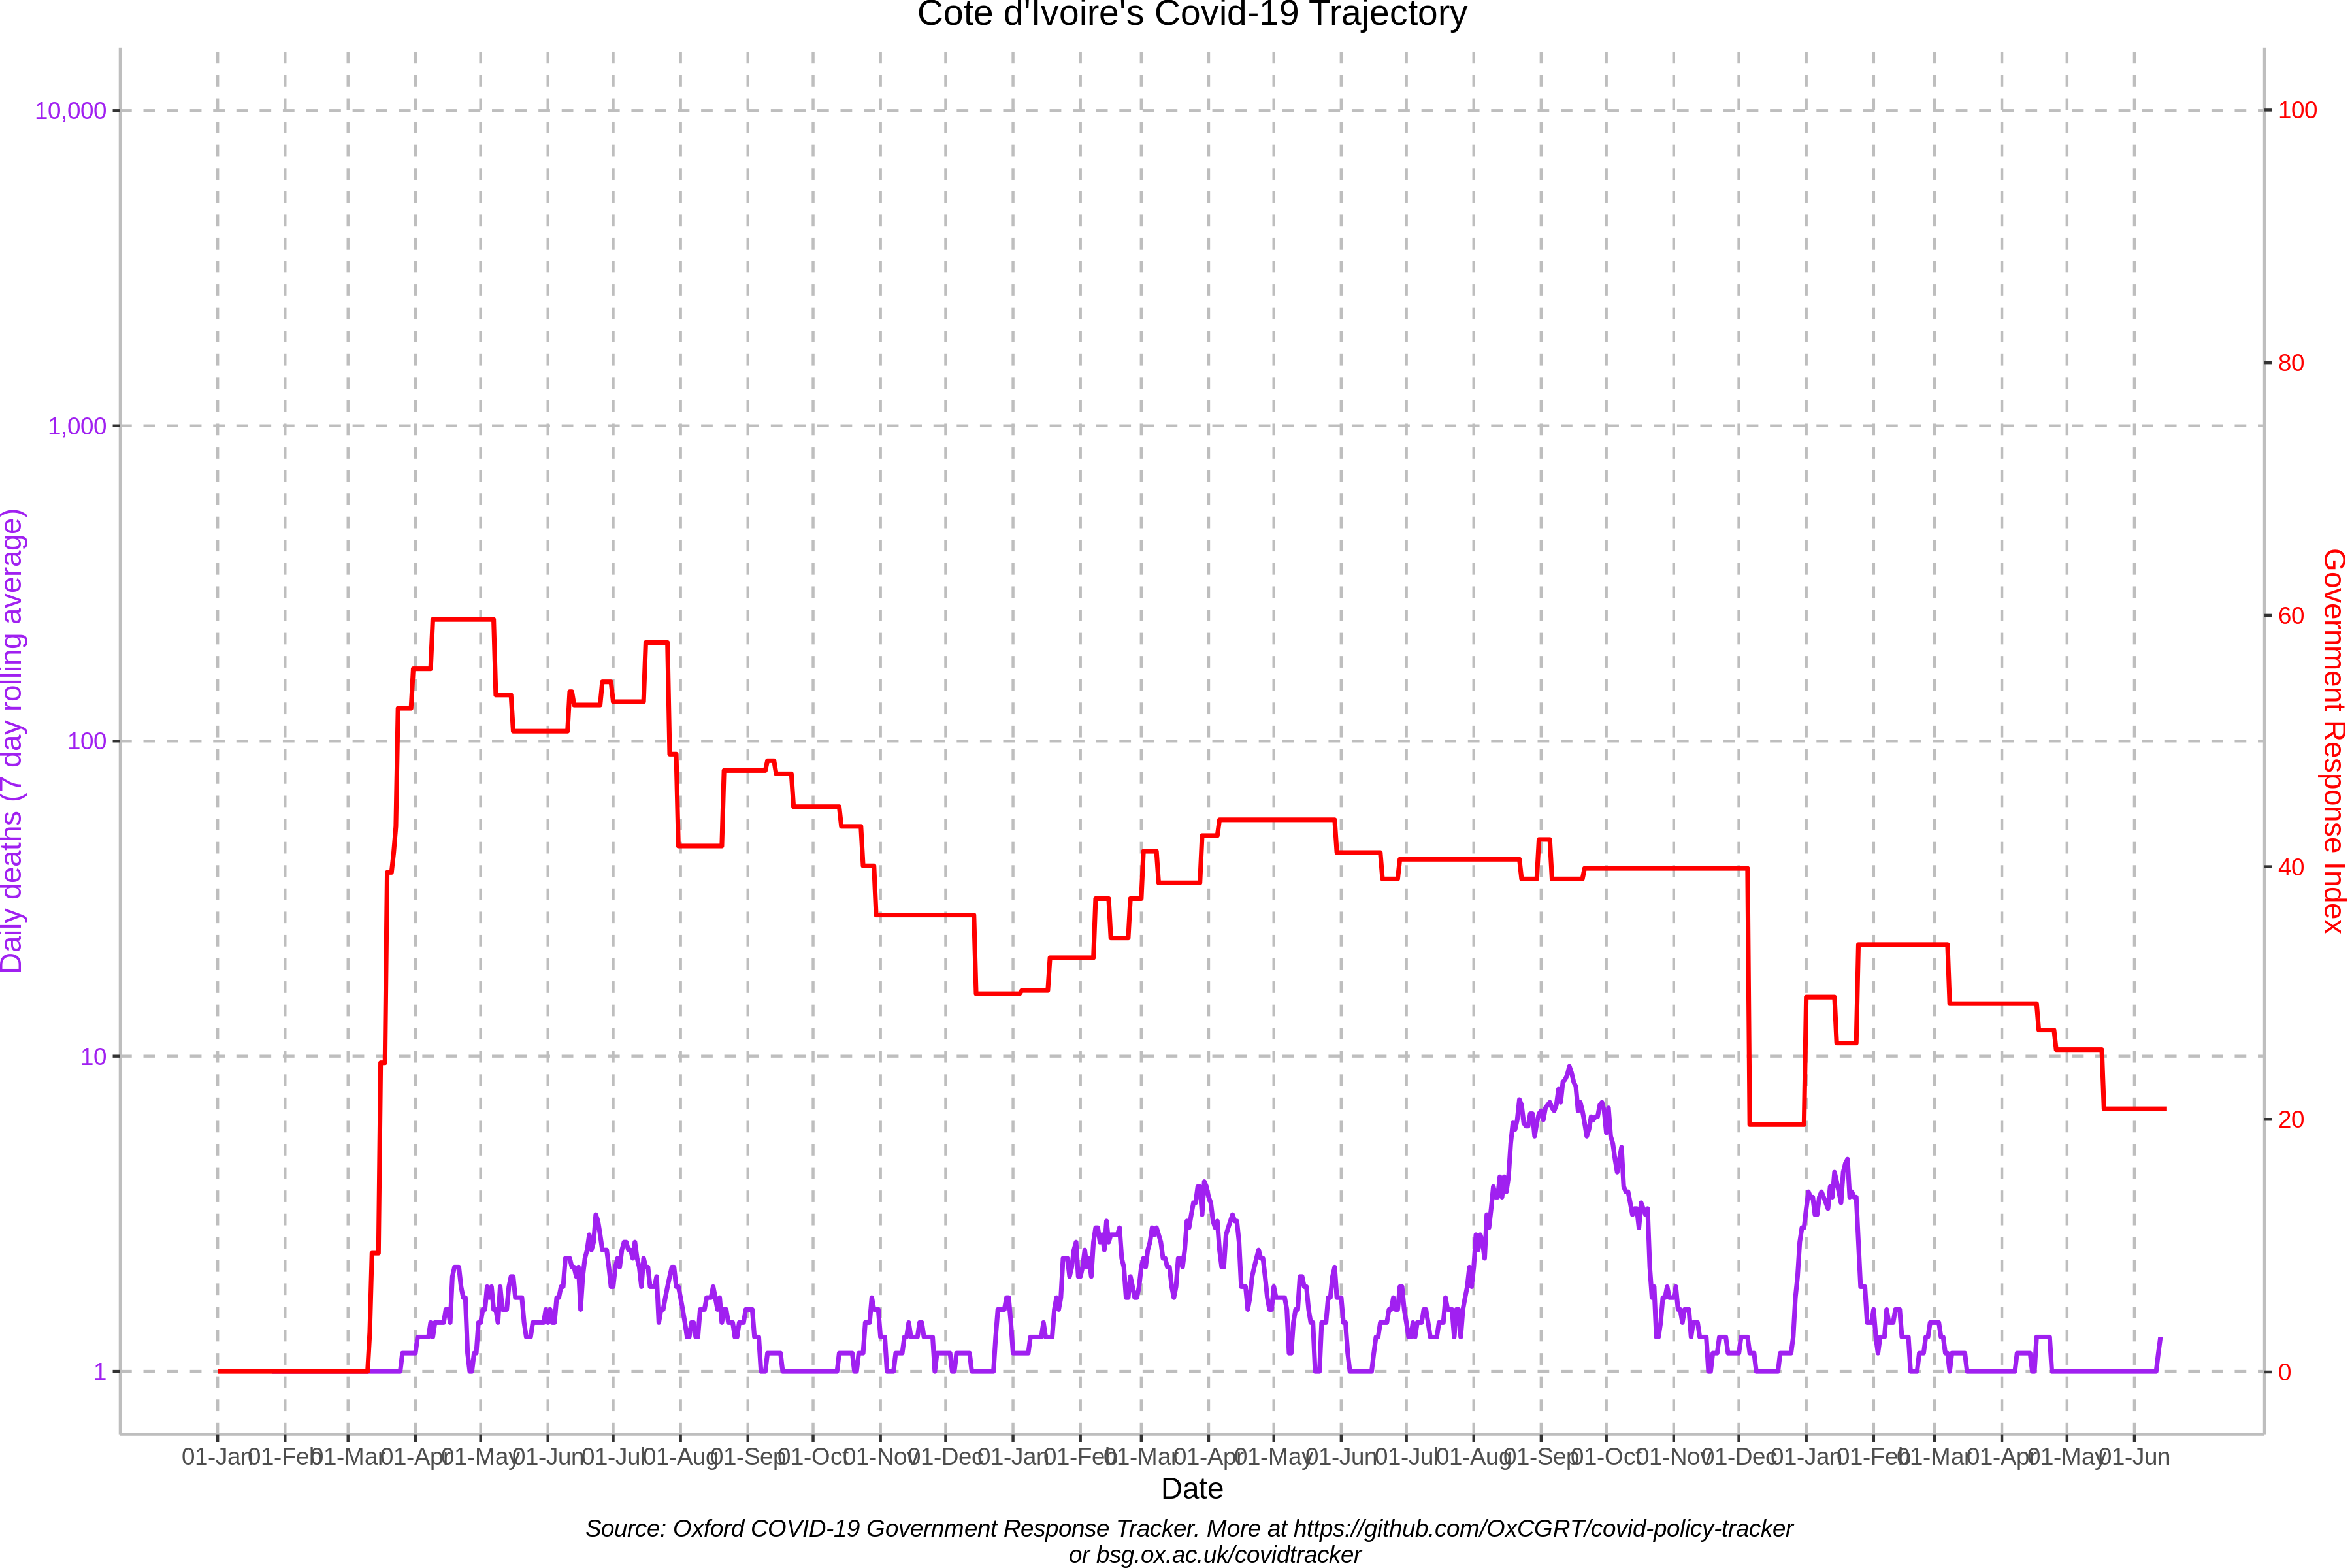 Cote d'Ivoire's Covid-19 Trajectory
10,000
1,000
100
10
1
Daily deaths (7 day rolling average)
100
80
60
40
20
0
Government Response Index
01-Jan 01-Feb 01-Mar 01-Apr 01-May 01-Jun 01-Jul 01-Aug 01-Sep 01-Oct 01-Nov 01-Dec 01-Jan 01-Feb 01-Mar 01-Apr 01-May 01-Jun 01-Jul 01-Aug 01-Sep 01-Oct 01-Nov 01-Dec 01-Jan 01-Feb 01-Mar 01-Apr 01-May 01-Jun
Date
Source: Oxford COVID-19 Government Response Tracker. More at https://github.com/OxCGRT/covid-policy-tracker
or bsg.ox.ac.uk/covidtracker